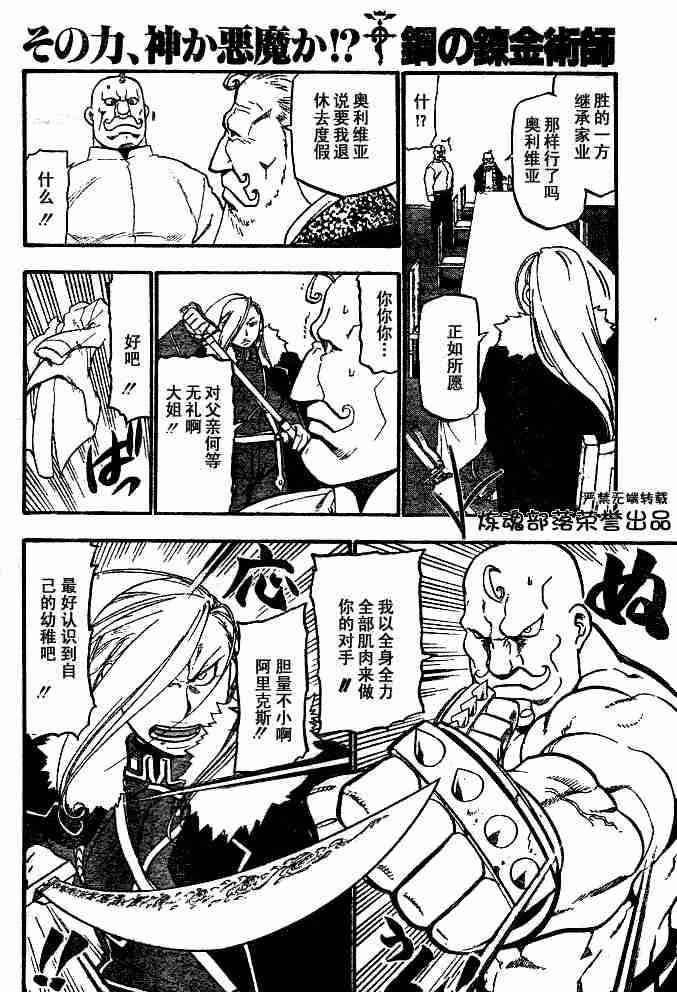 その力、神か悪魔か!?
鋼の錬金術師
胜的一方
继承家业
那样行了吗
奥利维亚
什!?
正如所愿
奥利维亚
说要我退
休去度假
什么!!
你你你…
对父亲何等
无礼啊
大姐!!
好吧!!
ばっ
严禁无端转载
炼魂部落荣誉出品
ぬ
我以全身全力
全部肌肉来做
你的对手!!
応
胆量不小啊
阿里克斯!!
最好认识到自
己的幼稚吧!!
!!
!!